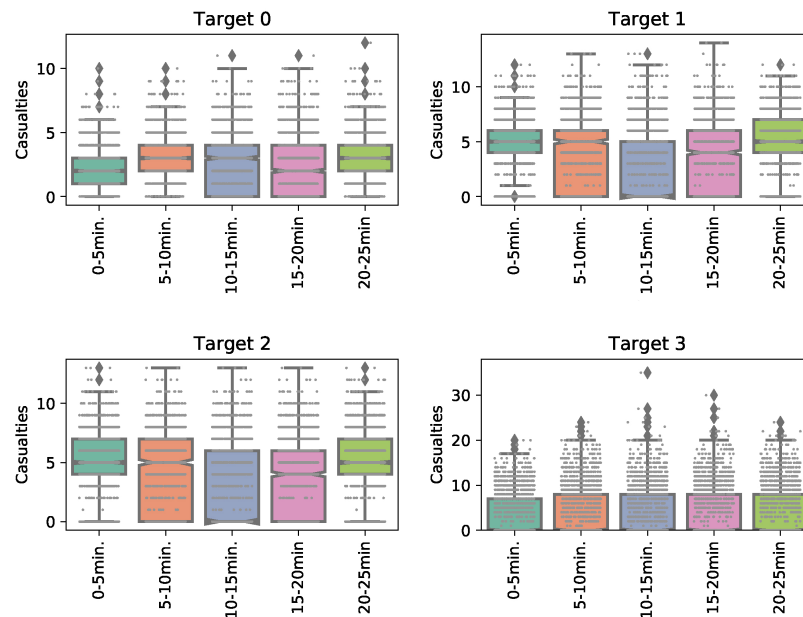 Target 0
Casualties
10
5
0
0-5min.
5-10min.
10-15min.
15-20min
20-25min
Target 1
Casualties
10
5
0
0-5min.
5-10min.
10-15min.
15-20min
20-25min
Target 2
Casualties
10
5
0
0-5min.
5-10min.
10-15min.
15-20min
20-25min
Target 3
Casualties
30
20
10
0
0-5min.
5-10min.
10-15min.
15-20min
20-25min